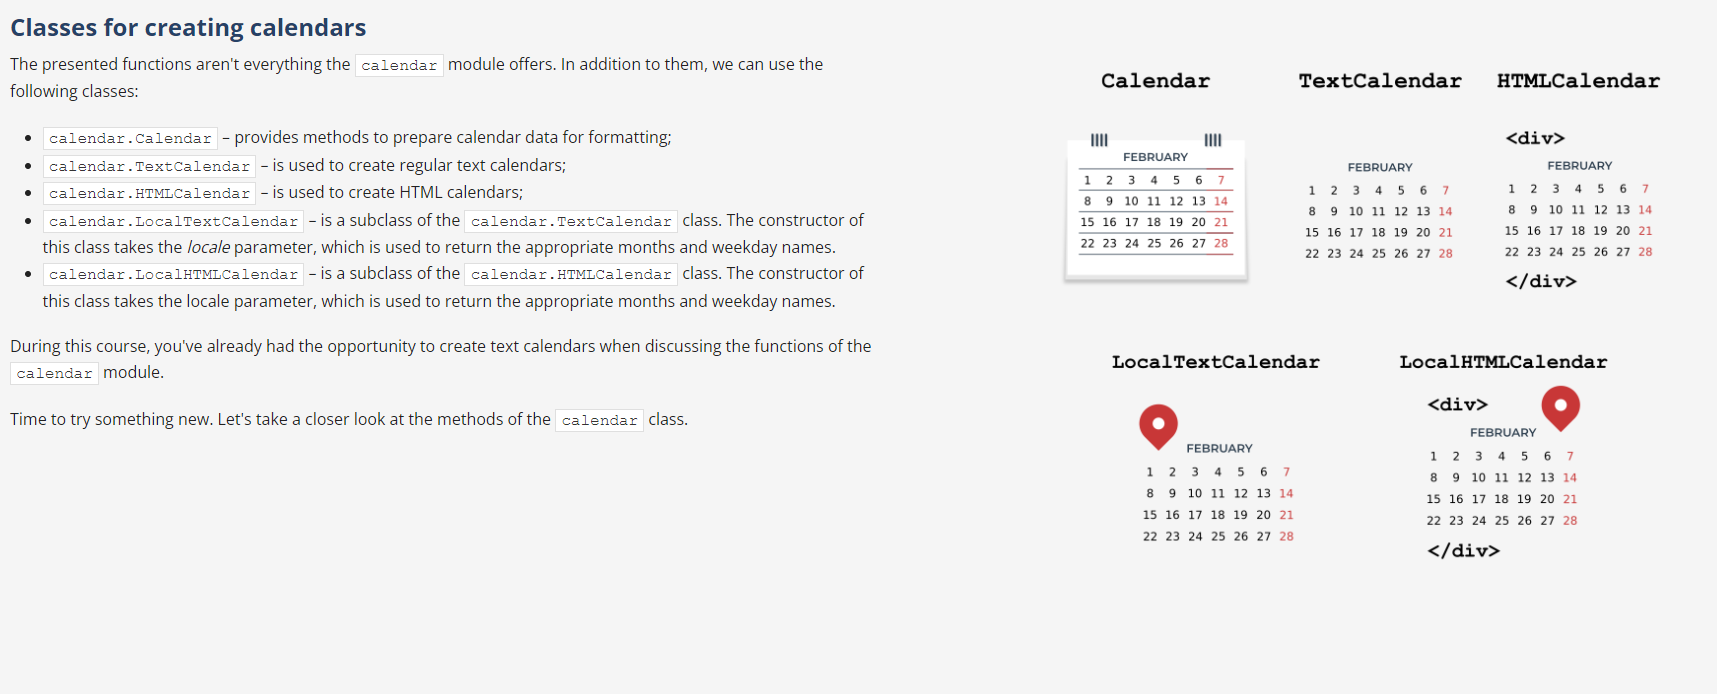 Classes for creating calendars
The presented functions aren't everything the calendar module offers. In addition to them, we can use the
following classes:
calendar.Calendar – provides methods to prepare calendar data for formatting;
calendar.TextCalendar – is used to create regular text calendars;
calendar.HTMLCalendar – is used to create HTML calendars;
calendar.LocalTextCalendar – is a subclass of the calendar.TextCalendar class. The constructor of
this class takes the locale parameter, which is used to return the appropriate months and weekday names.
calendar.LocalHTMLCalendar – is a subclass of the calendar.HTMLCalendar class. The constructor of
this class takes the locale parameter, which is used to return the appropriate months and weekday names.
During this course, you've already had the opportunity to create text calendars when discussing the functions of the
calendar module.
Time to try something new. Let's take a closer look at the methods of the calendar class.
Calendar
FEBRUARY
1 2 3 4 5 6 7
8 9 10 11 12 13 14
15 16 17 18 19 20 21
22 23 24 25 26 27 28
TextCalendar
FEBRUARY
1 2 3 4 5 6 7
8 9 10 11 12 13 14
15 16 17 18 19 20 21
22 23 24 25 26 27 28
HTMLCalendar
<div>
FEBRUARY
1 2 3 4 5 6 7
8 9 10 11 12 13 14
15 16 17 18 19 20 21
22 23 24 25 26 27 28
</div>
LocalTextCalendar
FEBRUARY
1 2 3 4 5 6 7
8 9 10 11 12 13 14
15 16 17 18 19 20 21
22 23 24 25 26 27 28
LocalHTMLCalendar
<div>
FEBRUARY
1 2 3 4 5 6 7
8 9 10 11 12 13 14
15 16 17 18 19 20 21
22 23 24 25 26 27 28
</div>